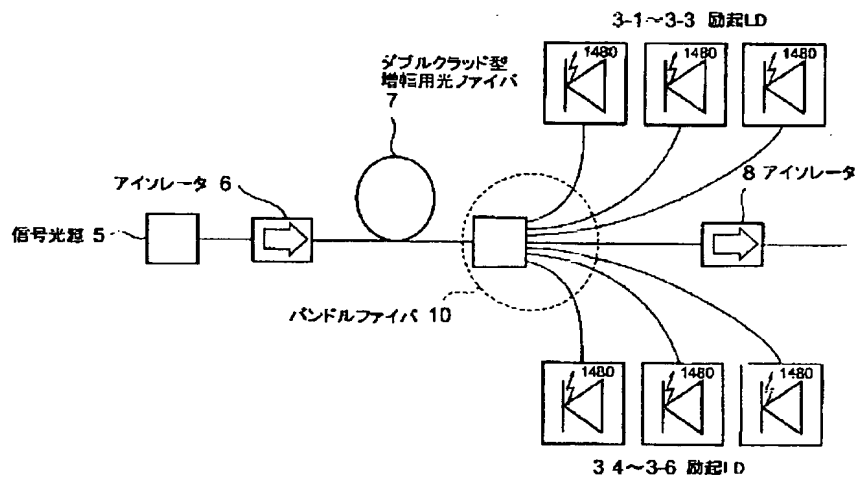 3-1～3-3 励起LD
1480 1480 1480
ダブルクラッド型
増幅用光ファイバ
7
アイソレータ 6
8 アイソレータ
信号光源 5
バンドルファイバ 10
1480 1480 1480
3 4～3-6 励起LD